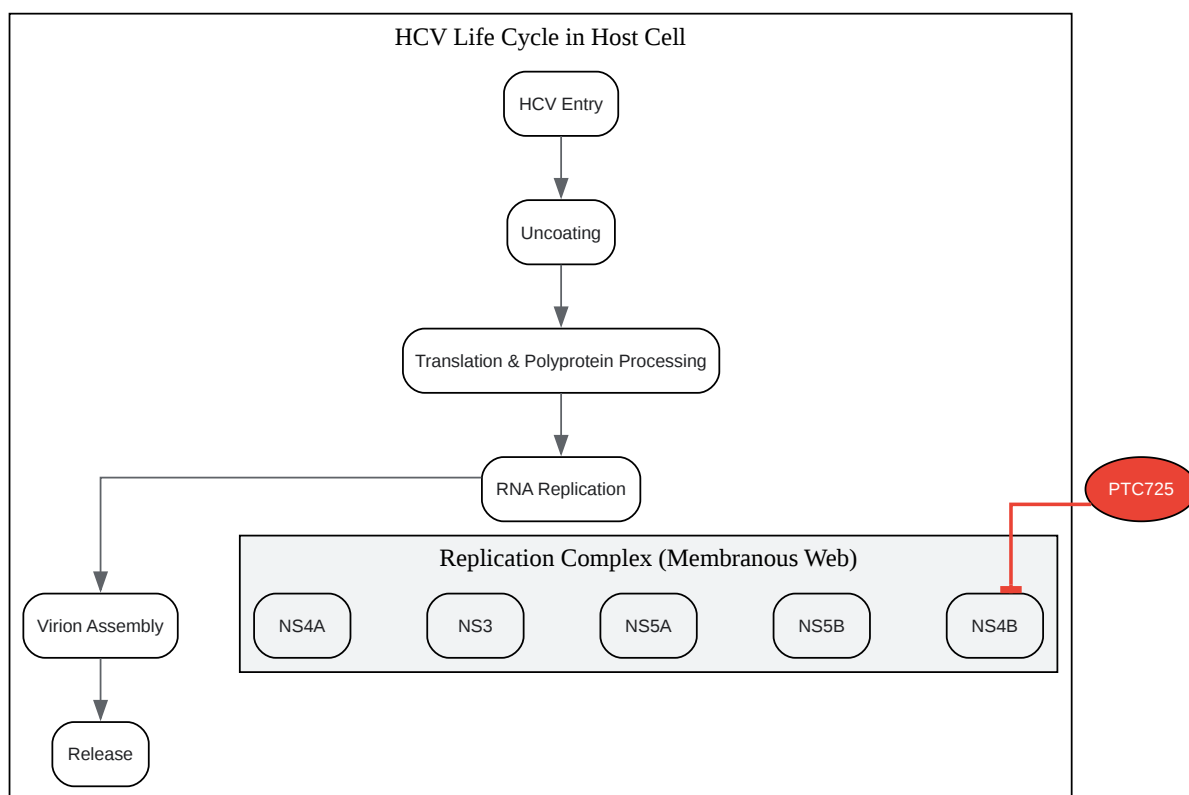 HCV Life Cycle in Host Cell
HCV Entry
Uncoating
Translation & Polyprotein Processing
RNA Replication
PTC725
Replication Complex (Membranous Web)
Virion Assembly
NS4A
NS3
NS5A
NS5B
NS4B
Release